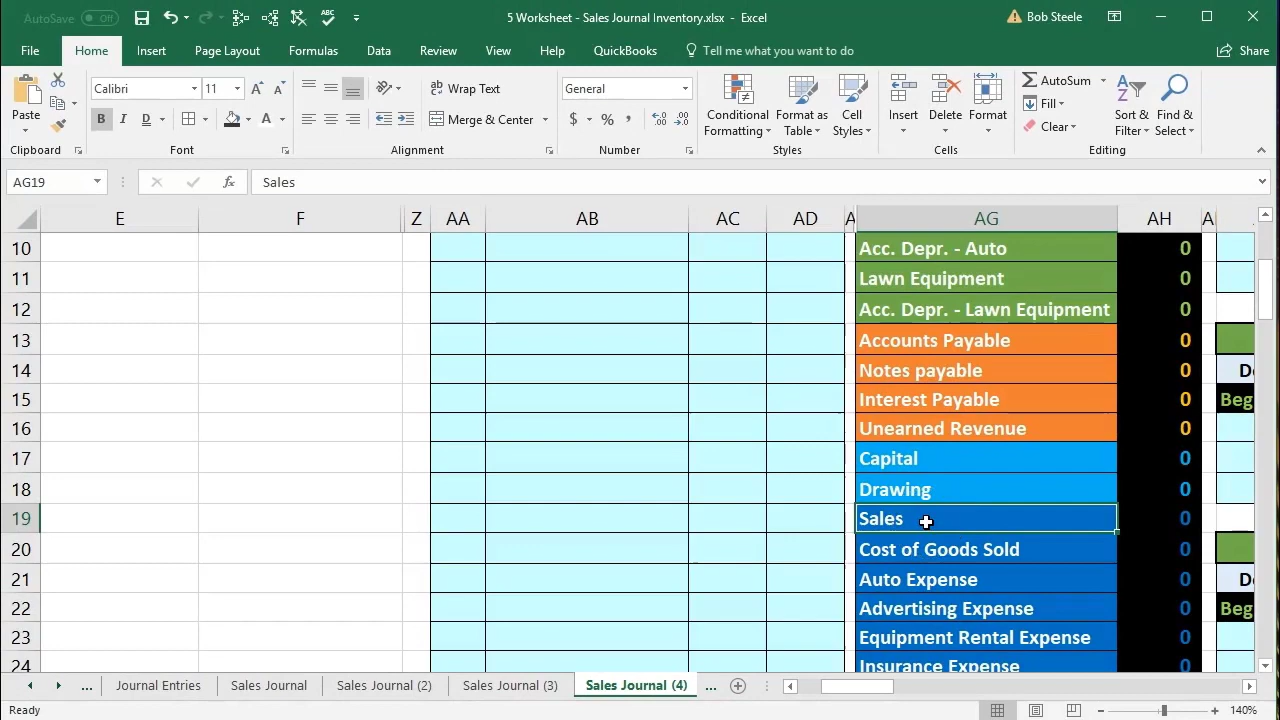 AutoSave Off
5 Worksheet - Sales Journal Inventory.xlsx - Excel
Bob Steele
File Home Insert Page Layout Formulas Data Review View Help QuickBooks Tell me what you want to do Share
Paste
Clipboard
Calibri 11
B I D
Font
Wrap Text
Merge & Center
Alignment
General
$ % ,
Number
Conditional Formatting
Format as Table
Cell Styles
Styles
Insert Delete Format
Cells
AutoSum
Fill
Clear
Sort & Filter
Find & Select
Editing
AG19 fx Sales
E F Z AA AB AC AD A AG AH A
10 Acc. Depr. - Auto 0
11 Lawn Equipment 0
12 Acc. Depr. - Lawn Equipment 0
13 Accounts Payable 0
14 Notes payable 0 D
15 Interest Payable 0 Beg
16 Unearned Revenue 0
17 Capital 0
18 Drawing 0
19 Sales 0
20 Cost of Goods Sold 0
21 Auto Expense 0 D
22 Advertising Expense 0 Beg
23 Equipment Rental Expense 0
24 Insurance Expense 0
... Journal Entries Sales Journal Sales Journal (2) Sales Journal (3) Sales Journal (4) ...
Ready 140%